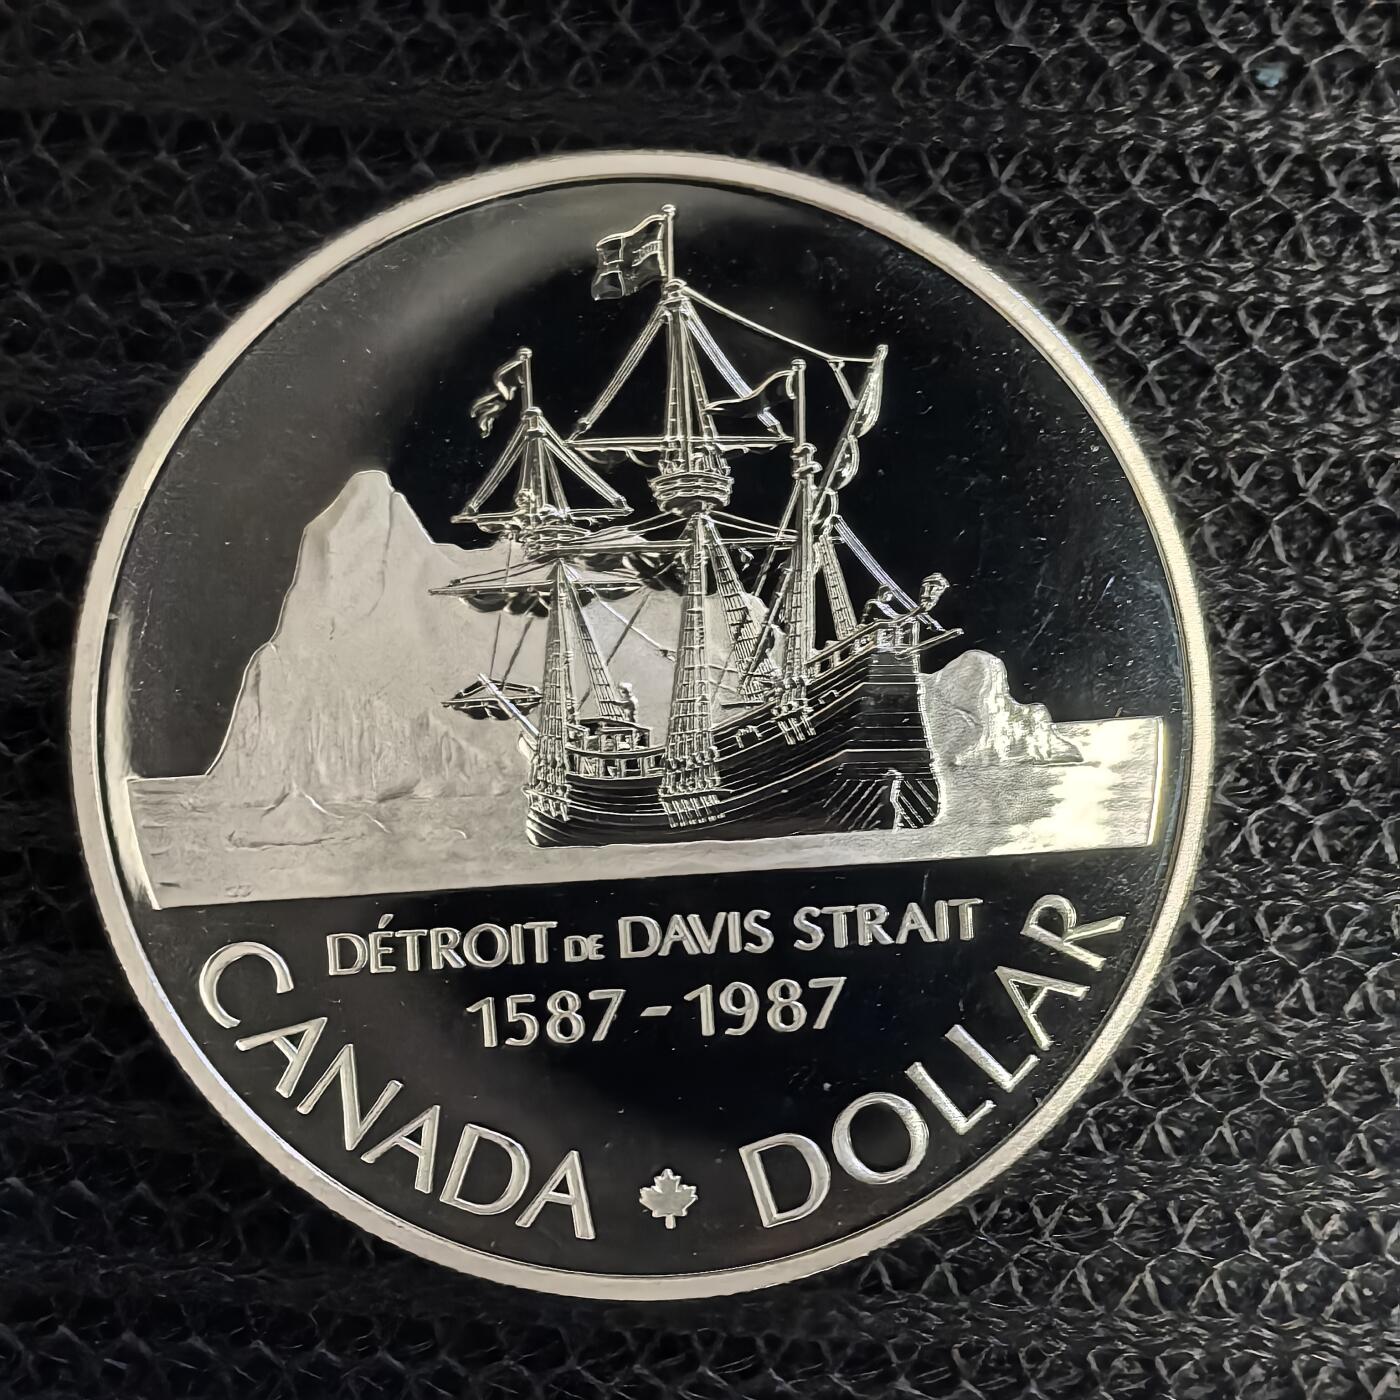 DÉTROIT DE DAVIS STRAIT
1587-1987
CANADA DOLLAR